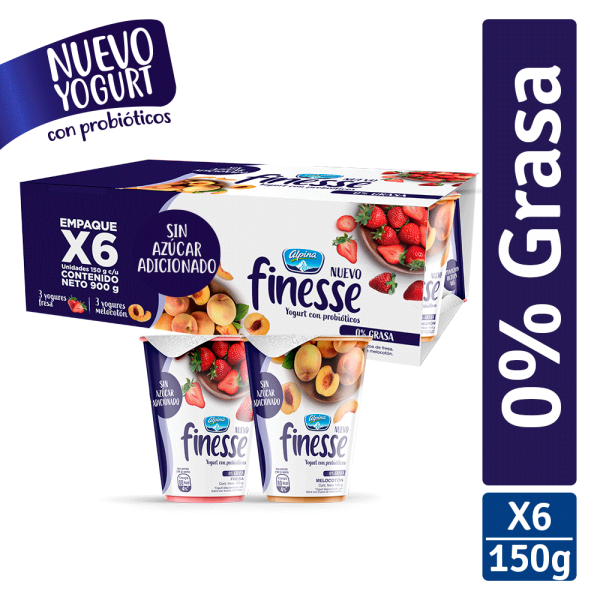 NUEVO
YOGURT
con probióticos
0% Grasa
X6
150g
0% GRASA
EMPAQUE
X6
Unidades 150 g c/u
CONTENIDO
NETO 900 g
3 yogures
fresa
3 yogures
melocotón
SIN
AZÚCAR
ADICIONADO
Alpina
NUEVO
finesse
Yogurt con probióticos
0% GRASA
SIN
AZÚCAR
ADICIONADO
Alpina
NUEVO
finesse
Yogurt con probióticos
FRESA
SIN
AZÚCAR
ADICIONADO
Alpina
NUEVO
finesse
Yogurt con probióticos
MELOCOTÓN